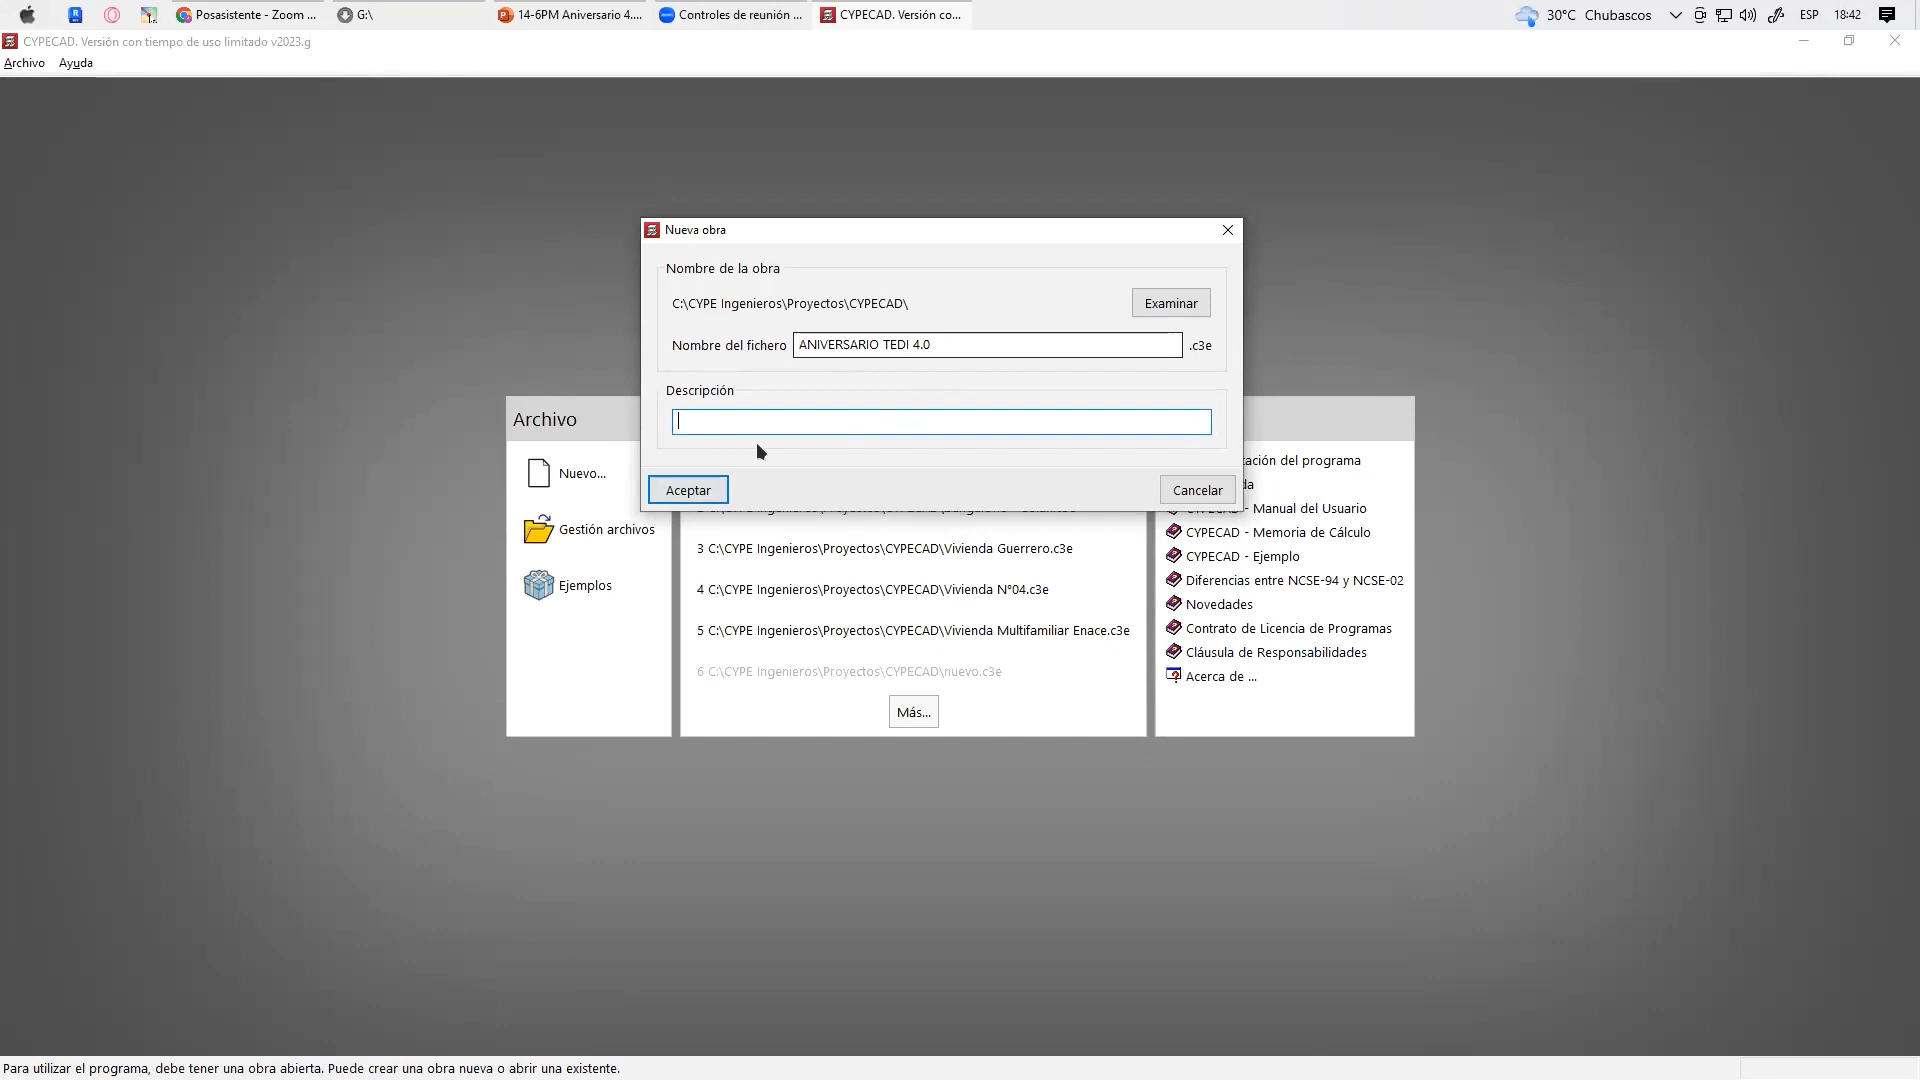 Posasistente - Zoom ...
G:\
14-6PM Aniversario 4....
Controles de reunión ...
CYPECAD. Versión co...
30°C Chubascos
ESP
18:42
CYPECAD. Versión con tiempo de uso limitado v2023.g
Archivo
Ayuda
Nueva obra
Nombre de la obra
C:\CYPE Ingenieros\Proyectos\CYPECAD\
Examinar
Nombre del fichero
ANIVERSARIO TEDI 4.0
.c3e
Descripción
Aceptar
Cancelar
Archivo
Nuevo...
Gestión archivos
Ejemplos
3 C:\CYPE Ingenieros\Proyectos\CYPECAD\Vivienda Guerrero.c3e
4 C:\CYPE Ingenieros\Proyectos\CYPECAD\Vivienda N°04.c3e
5 C:\CYPE Ingenieros\Proyectos\CYPECAD\Vivienda Multifamiliar Enace.c3e
6 C:\CYPE Ingenieros\Proyectos\CYPECAD\nuevo.c3e
Más...
tación del programa
da
CYPECAD - Manual del Usuario
CYPECAD - Memoria de Cálculo
CYPECAD - Ejemplo
Diferencias entre NCSE-94 y NCSE-02
Novedades
Contrato de Licencia de Programas
Cláusula de Responsabilidades
Acerca de ...
Para utilizar el programa, debe tener una obra abierta. Puede crear una obra nueva o abrir una existente.